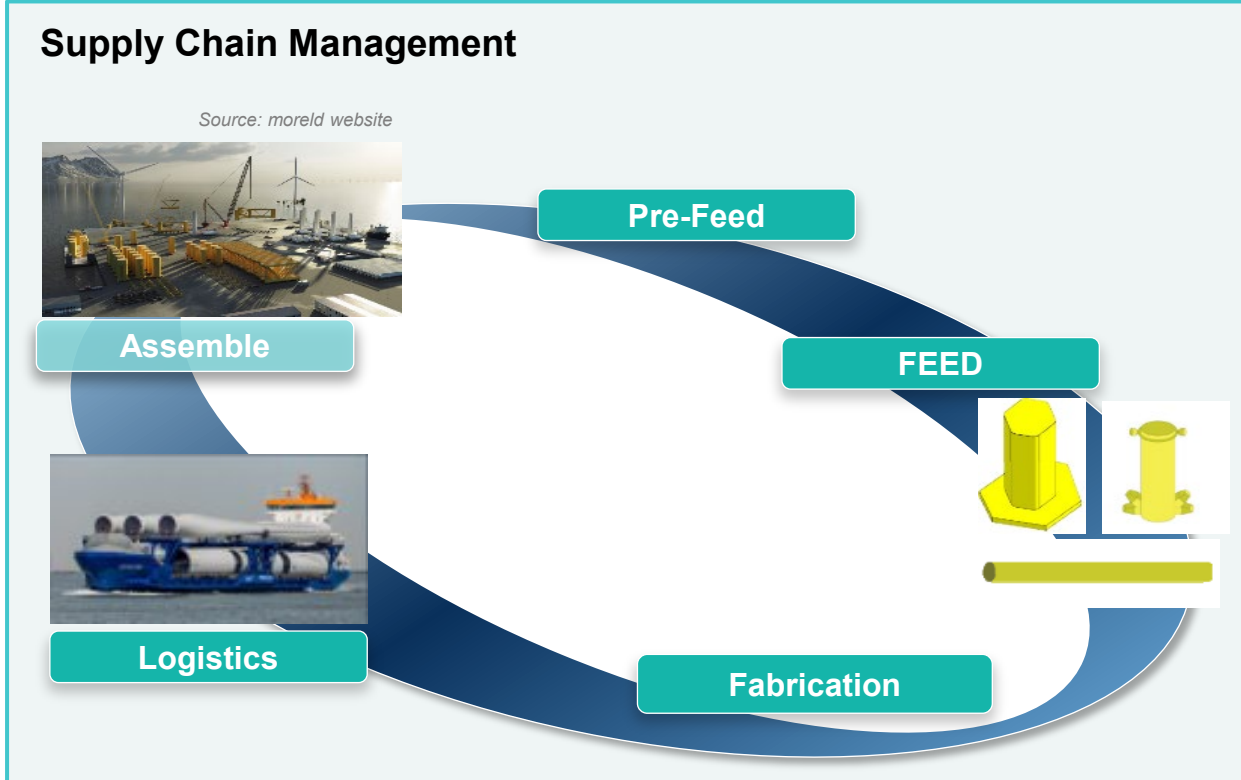 Supply Chain Management
Source: moreld website
Pre-Feed
Assemble
FEED
Logistics
Fabrication